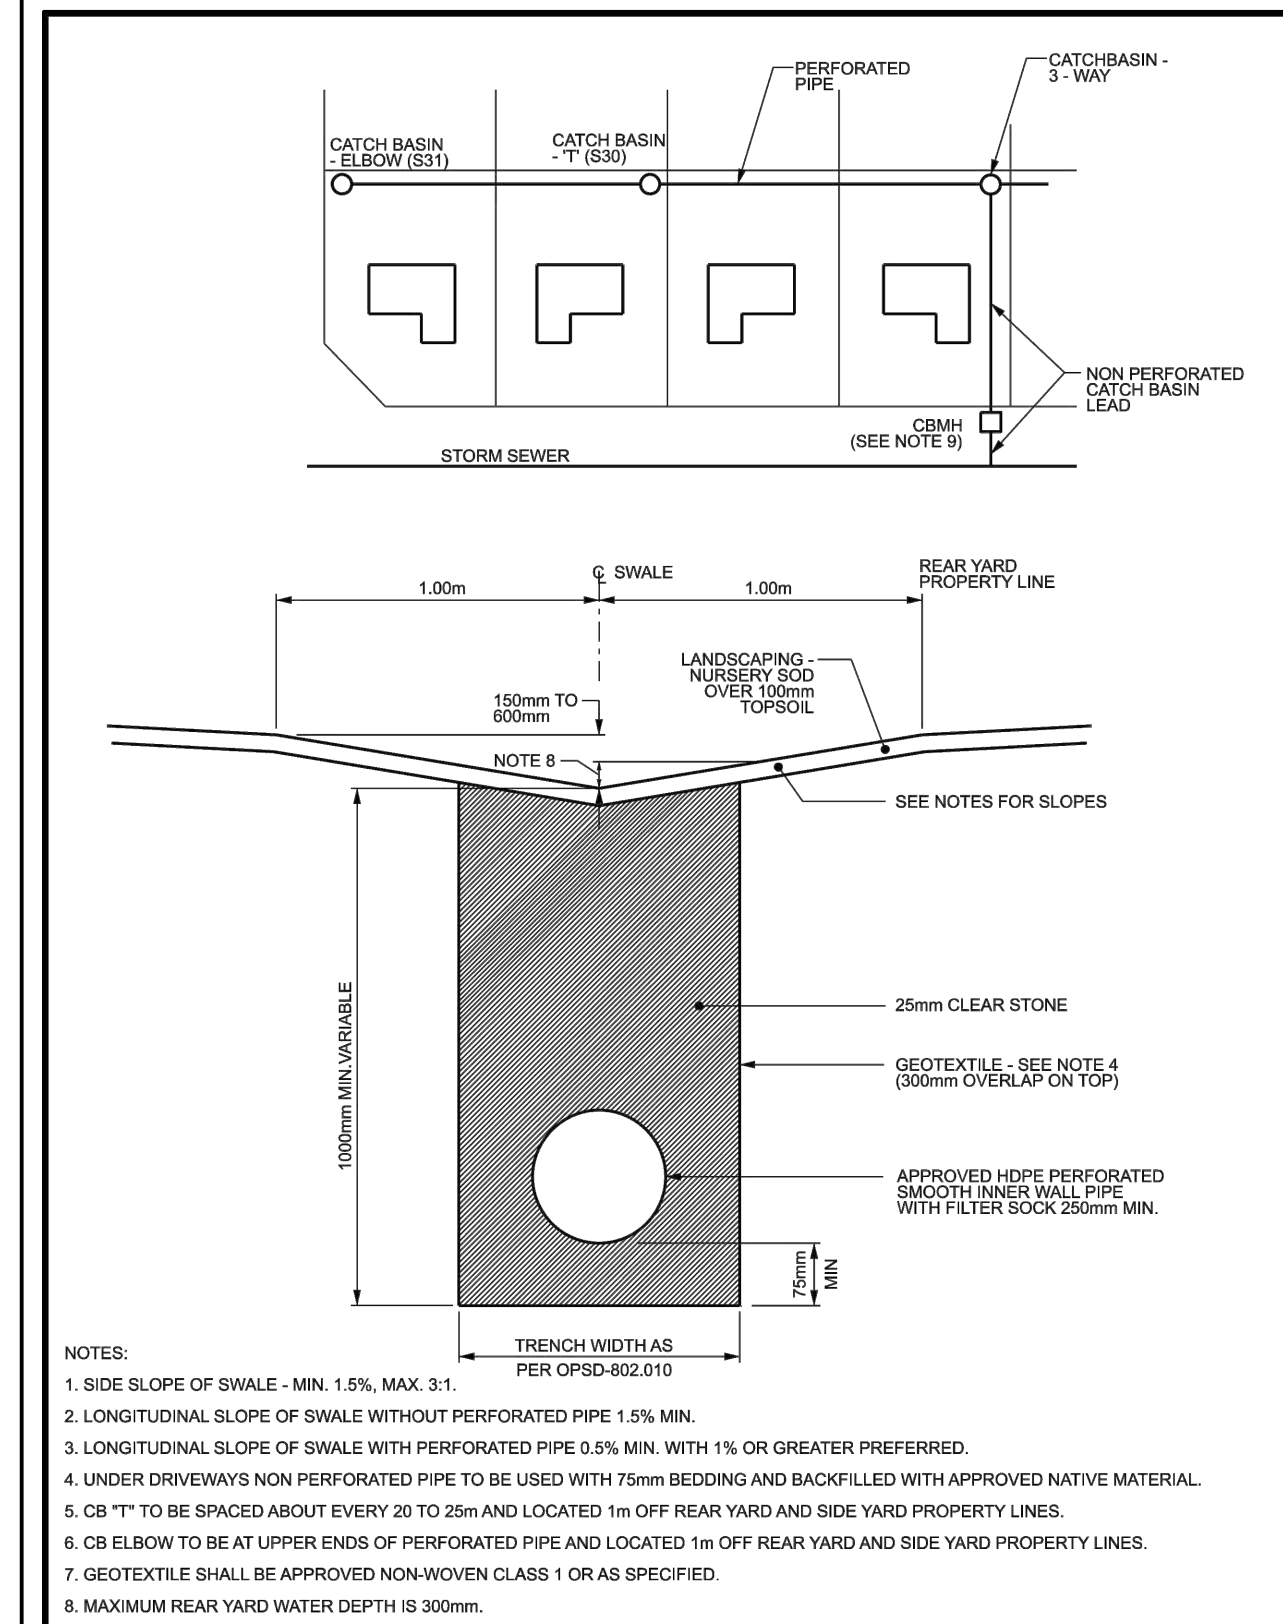 PERFORATED
PIPE
CATCHBASIN -
3 - WAY
CATCH BASIN
- ELBOW (S31)
CATCH BASIN
- 'T' (S30)
NON PERFORATED
CATCH BASIN
LEAD
CBMH
(SEE NOTE 9)
STORM SEWER
℄ SWALE
REAR YARD
PROPERTY LINE
1.00m
1.00m
LANDSCAPING -
NURSERY SOD
OVER 100mm
TOPSOIL
150mm TO
600mm
NOTE 8
SEE NOTES FOR SLOPES
1000mm MIN.VARIABLE
25mm CLEAR STONE
GEOTEXTILE - SEE NOTE 4
(300mm OVERLAP ON TOP)
APPROVED HDPE PERFORATED
SMOOTH INNER WALL PIPE
WITH FILTER SOCK 250mm MIN.
75mm
MIN
TRENCH WIDTH AS
PER OPSD-802.010
NOTES:
1. SIDE SLOPE OF SWALE - MIN. 1.5%, MAX. 3:1.
2. LONGITUDINAL SLOPE OF SWALE WITHOUT PERFORATED PIPE 1.5% MIN.
3. LONGITUDINAL SLOPE OF SWALE WITH PERFORATED PIPE 0.5% MIN. WITH 1% OR GREATER PREFERRED.
4. UNDER DRIVEWAYS NON PERFORATED PIPE TO BE USED WITH 75mm BEDDING AND BACKFILLED WITH APPROVED NATIVE MATERIAL.
5. CB "T" TO BE SPACED ABOUT EVERY 20 TO 25m AND LOCATED 1m OFF REAR YARD AND SIDE YARD PROPERTY LINES.
6. CB ELBOW TO BE AT UPPER ENDS OF PERFORATED PIPE AND LOCATED 1m OFF REAR YARD AND SIDE YARD PROPERTY LINES.
7. GEOTEXTILE SHALL BE APPROVED NON-WOVEN CLASS 1 OR AS SPECIFIED.
8. MAXIMUM REAR YARD WATER DEPTH IS 300mm.